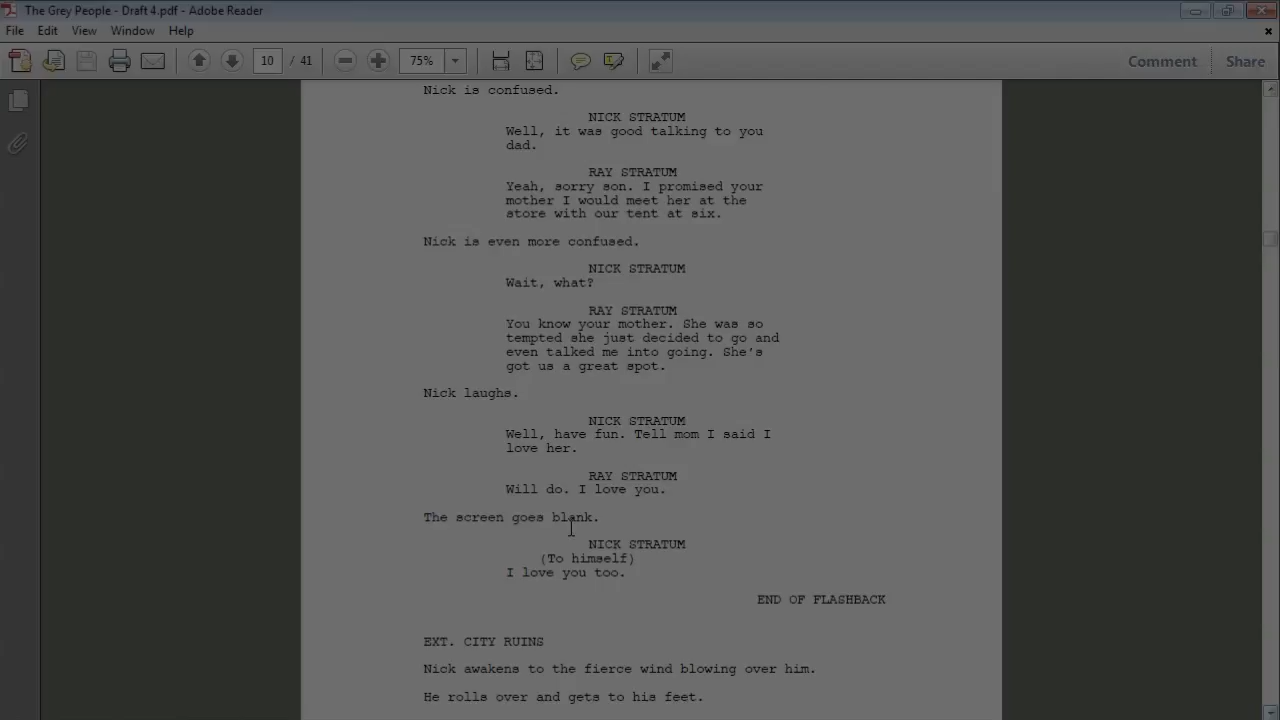 The Grey People - Draft 4.pdf - Adobe Reader
File Edit View Window Help
10 / 41 75% Comment Share
Nick is confused.
NICK STRATUM
Well, it was good talking to you
dad.
RAY STRATUM
Yeah, sorry son. I promised your
mother I would meet her at the
store with our tent at six.
Nick is even more confused.
NICK STRATUM
Wait, what?
RAY STRATUM
You know your mother. She was so
tempted she just decided to go and
even talked me into going. She's
got us a great spot.
Nick laughs.
NICK STRATUM
Well, have fun. Tell mom I said I
love her.
RAY STRATUM
Will do. I love you.
The screen goes blank.
NICK STRATUM
(To himself)
I love you too.
END OF FLASHBACK
EXT. CITY RUINS
Nick awakens to the fierce wind blowing over him.
He rolls over and gets to his feet.